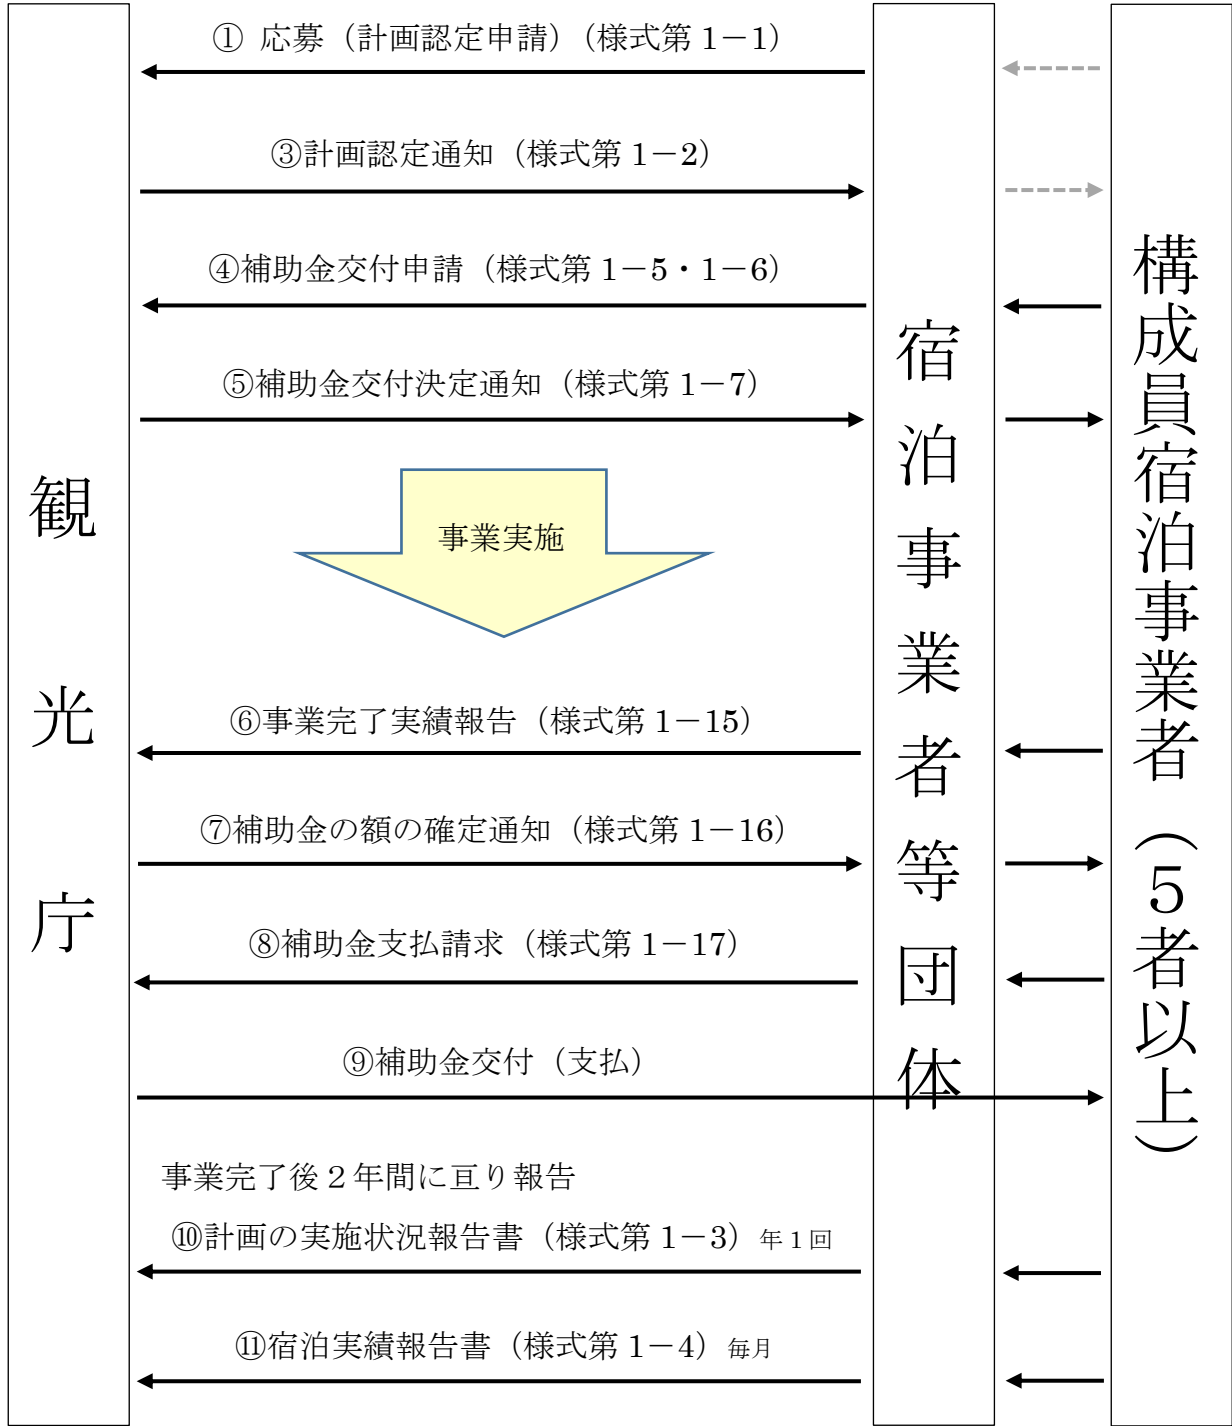 ① 応募（計画認定申請）（様式第 1－1）
③計画認定通知（様式第 1－2）
④補助金交付申請（様式第 1－5・1－6）
⑤補助金交付決定通知（様式第 1－7）
事業実施
⑥事業完了実績報告（様式第 1－15）
⑦補助金の額の確定通知（様式第 1－16）
⑧補助金支払請求（様式第 1－17）
⑨補助金交付（支払）
事業完了後２年間に亘り報告
⑩計画の実施状況報告書（様式第 1－3）年１回
⑪宿泊実績報告書（様式第 1－4）毎月
観光庁
宿泊事業者等団体
構成員宿泊事業者（５者以上）